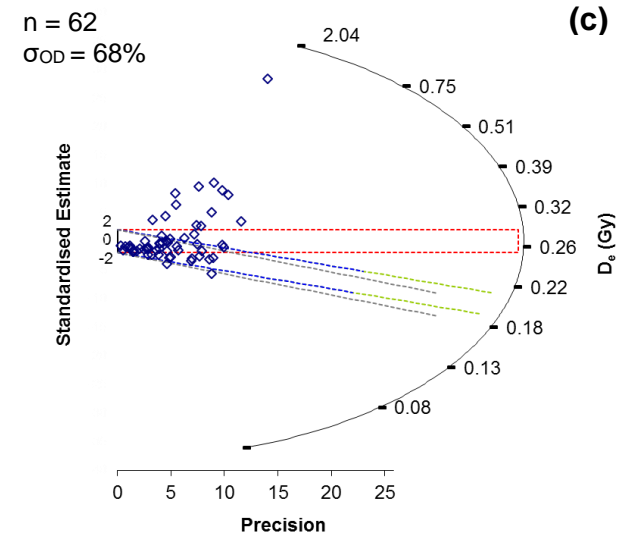 n = 62
σOD = 68%
(c)
2.04
0.75
0.51
0.39
0.32
0.26
0.22
0.18
0.13
0.08
De (Gy)
Standardised Estimate
2
0
-2
0 5 10 15 20 25
Precision